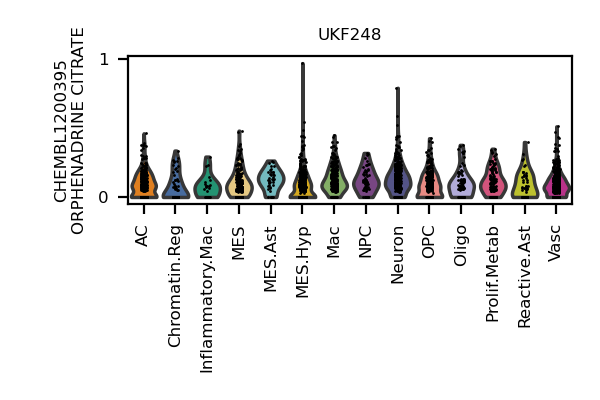 UKF248
CHEMBL1200395
ORPHENADRINE CITRATE
1
0
AC
Chromatin.Reg
Inflammatory.Mac
MES
MES.Ast
MES.Hyp
Mac
NPC
Neuron
OPC
Oligo
Prolif.Metab
Reactive.Ast
Vasc